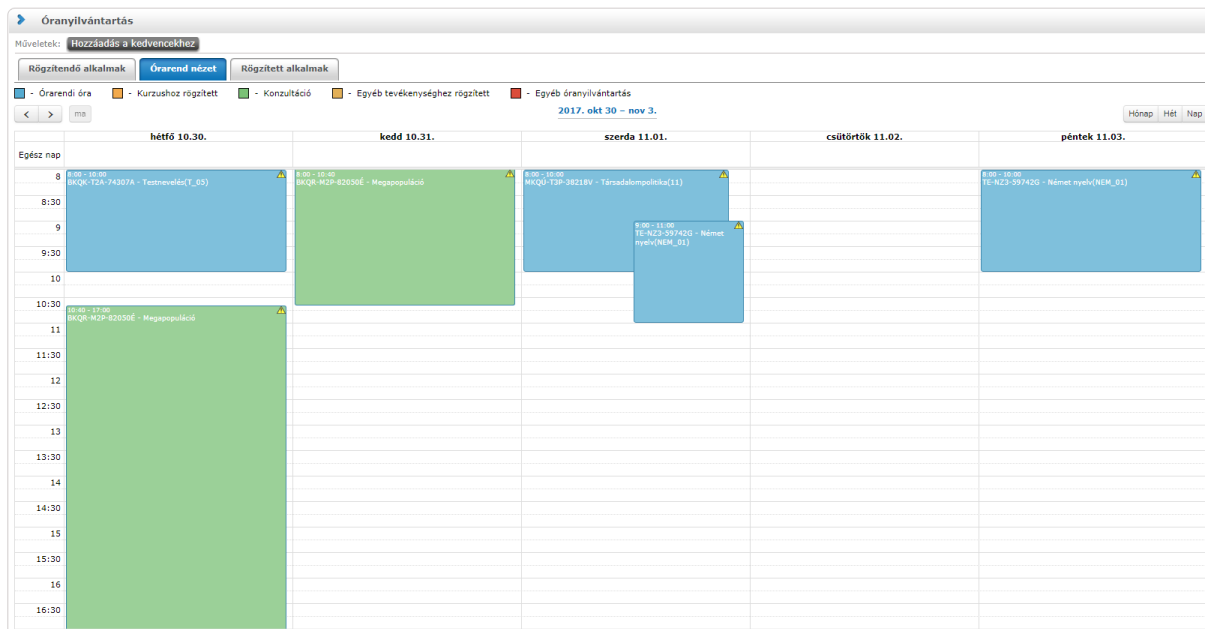 Óranyilvántartás
Műveletek: Hozzáadás a kedvencekhez
Rögzítendő alkalmak Órarend nézet Rögzített alkalmak
- Órarendi óra - Kurzushoz rögzített - Konzultáció - Egyéb tevékenységhez rögzített - Egyéb óranyilvántartás
ma 2017. okt 30 – nov 3. Hónap Hét Nap
hétfő 10.30. kedd 10.31. szerda 11.01. csütörtök 11.02. péntek 11.03.
Egész nap
8
8:00 - 10:00
BKQK-T2A-74307A - Testnevelés(T_05)
8:00 - 10:40
BKQR-M2P-82050É - Megapopuláció
8:00 - 10:00
MKQU-T3P-38218V - Társadalompolitika(11)
8:00 - 10:00
TE-NZ3-59742G - Német nyelv(NEM_01)
8:30
9
9:00 - 11:00
TE-NZ3-59742G - Német
nyelv(NEM_01)
9:30
10
10:30
10:40 - 17:00
BKQR-M2P-82050É - Megapopuláció
11
11:30
12
12:30
13
13:30
14
14:30
15
15:30
16
16:30